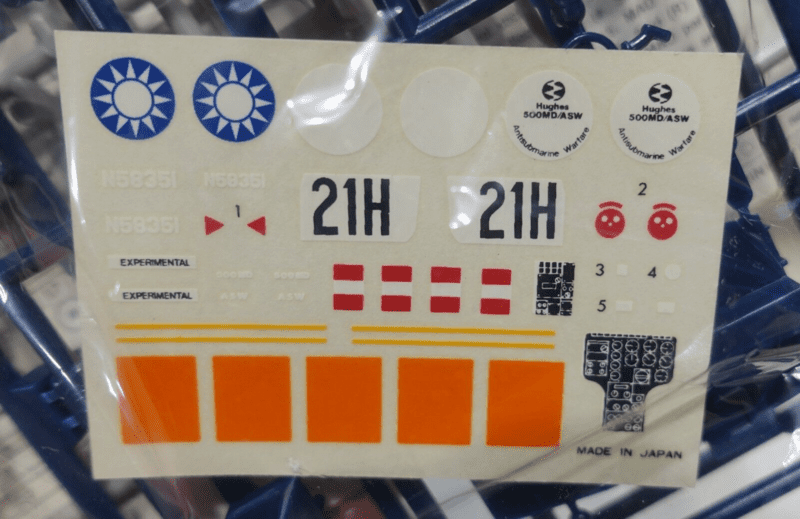 Hughes
500MD/ASW
Antisubmarine Warfare
Hughes
500MD/ASW
Antisubmarine Warfare
N58351
N58351
N58351
1
21H
21H
2
EXPERIMENTAL
500MD
500MD
3
4
EXPERIMENTAL
ASW
ASW
5
MADE IN JAPAN